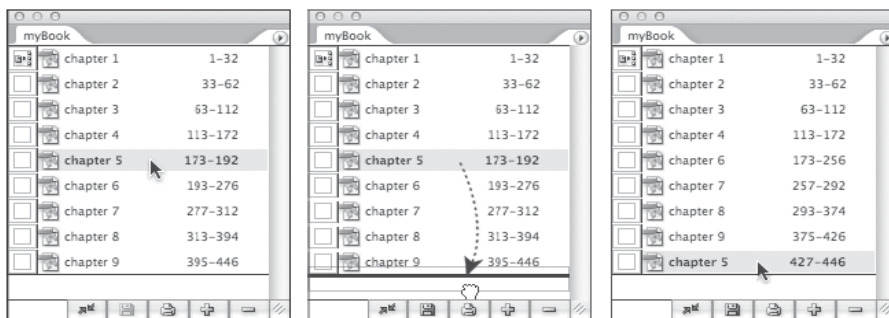 myBook
chapter 1 1-32
chapter 2 33-62
chapter 3 63-112
chapter 4 113-172
chapter 5 173-192
chapter 6 193-276
chapter 7 277-312
chapter 8 313-394
chapter 9 395-446
myBook
chapter 1 1-32
chapter 2 33-62
chapter 3 63-112
chapter 4 113-172
chapter 5 173-192
chapter 6 193-276
chapter 7 277-312
chapter 8 313-394
chapter 9 395-446
myBook
chapter 1 1-32
chapter 2 33-62
chapter 3 63-112
chapter 4 113-172
chapter 6 173-256
chapter 7 257-292
chapter 8 293-374
chapter 9 375-426
chapter 5 427-446